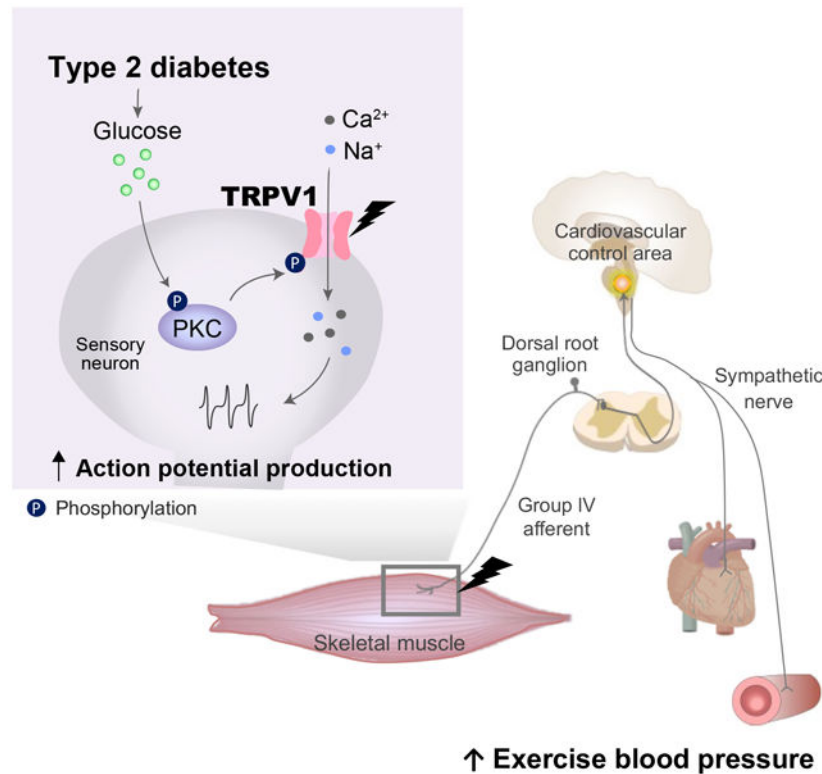 Type 2 diabetes
Glucose
Ca²⁺
Na⁺
TRPV1
P
P
PKC
Sensory
neuron
↑ Action potential production
P Phosphorylation
Cardiovascular
control area
Dorsal root
ganglion
Sympathetic
nerve
Group IV
afferent
Skeletal muscle
↑ Exercise blood pressure